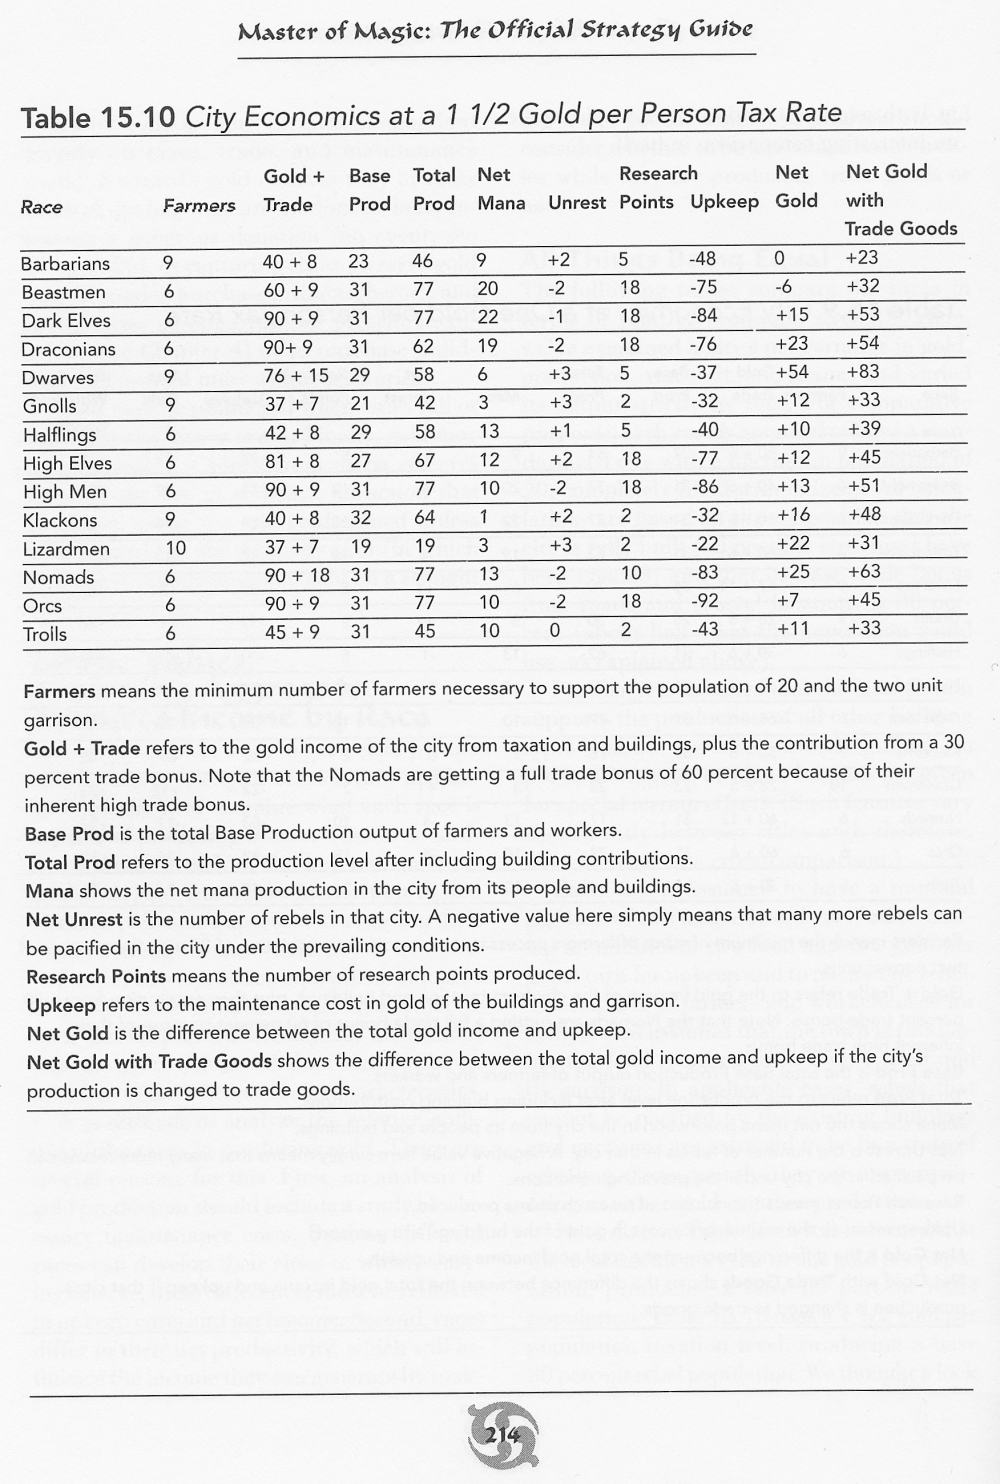 Master of Magic: The Official Strategy Guide
Table 15.10 City Economics at a 1 1/2 Gold per Person Tax Rate
Race Farmers Gold + Trade Base Prod Total Prod Net Mana Unrest Research Points Upkeep Net Gold Net Gold with Trade Goods
Barbarians 9 40 + 8 23 46 9 +2 5 -48 0 +23
Beastmen 6 60 + 9 31 77 20 -2 18 -75 -6 +32
Dark Elves 6 90 + 9 31 77 22 -1 18 -84 +15 +53
Draconians 6 90+ 9 31 62 19 -2 18 -76 +23 +54
Dwarves 9 76 + 15 29 58 6 +3 5 -37 +54 +83
Gnolls 9 37 + 7 21 42 3 +3 2 -32 +12 +33
Halflings 6 42 + 8 29 58 13 +1 5 -40 +10 +39
High Elves 6 81 + 8 27 67 12 +2 18 -77 +12 +45
High Men 6 90 + 9 31 77 10 -2 18 -86 +13 +51
Klackons 9 40 + 8 32 64 1 +2 2 -32 +16 +48
Lizardmen 10 37 + 7 19 19 3 +3 2 -22 +22 +31
Nomads 6 90 + 18 31 77 13 -2 10 -83 +25 +63
Orcs 6 90 + 9 31 77 10 -2 18 -92 +7 +45
Trolls 6 45 + 9 31 45 10 0 2 -43 +11 +33
Farmers means the minimum number of farmers necessary to support the population of 20 and the two unit
garrison.
Gold + Trade refers to the gold income of the city from taxation and buildings, plus the contribution from a 30
percent trade bonus. Note that the Nomads are getting a full trade bonus of 60 percent because of their
inherent high trade bonus.
Base Prod is the total Base Production output of farmers and workers.
Total Prod refers to the production level after including building contributions.
Mana shows the net mana production in the city from its people and buildings.
Net Unrest is the number of rebels in that city. A negative value here simply means that many more rebels can
be pacified in the city under the prevailing conditions.
Research Points means the number of research points produced.
Upkeep refers to the maintenance cost in gold of the buildings and garrison.
Net Gold is the difference between the total gold income and upkeep.
Net Gold with Trade Goods shows the difference between the total gold income and upkeep if the city's
production is changed to trade goods.
214